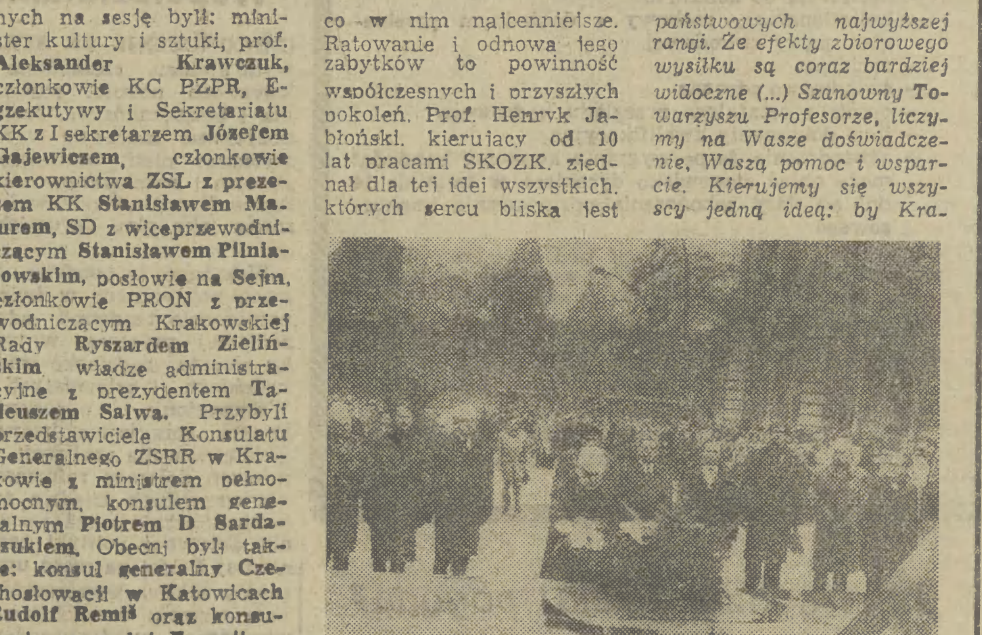 nych na sesję byli: mini-
ster kultury i sztuki, prof.
Aleksander Krawczuk,
członkowie KC PZPR, E-
gzekutywy i Sekretariatu
KK z I sekretarzem Józefem
Gajewiczem, członkowie
kierownictwa ZSL z preze-
sem KK Stanisławem Ma-
urem, SD z wiceprzewodni-
czącym Stanisławem Pilnia-
owskim, posłowie na Sejm,
członkowie PRON z prze-
wodniczącym Krakowskiej
Rady Ryszardem Zieliń-
skim władze administra-
cyjne z prezydentem Ta-
deuszem Salwa. Przybyli
przedstawiciele Konsulatu
Generalnego ZSRR w Kra-
kowie z ministrem pełno-
mocnym, konsulem gene-
ralnym Piotrem D Sarda-
szukiem. Obecni byli tak-
że: konsul generalny Cze-
chosłowacji w Katowicach
Rudolf Remiš oraz konsu-
co w nim najcenniejsze.
Ratowanie i odnowa jego
zabytków to powinność
współczesnych i przyszłych
pokoleń. Prof. Henryk Ja-
błoński, kierujący od 10
lat pracami SKOZK, zjed-
nał dla tej idei wszystkich,
których sercu bliska jest
państwowych najwyższej
rangi. Że efekty zbiorowego
wysiłku są coraz bardziej
widoczne (...) Szanowny To-
warzyszu Profesorze, liczy-
my na Wasze doświadcze-
nie, Waszą pomoc i wspar-
cie. Kierujemy się wszy-
scy jedną ideą: by Kra-